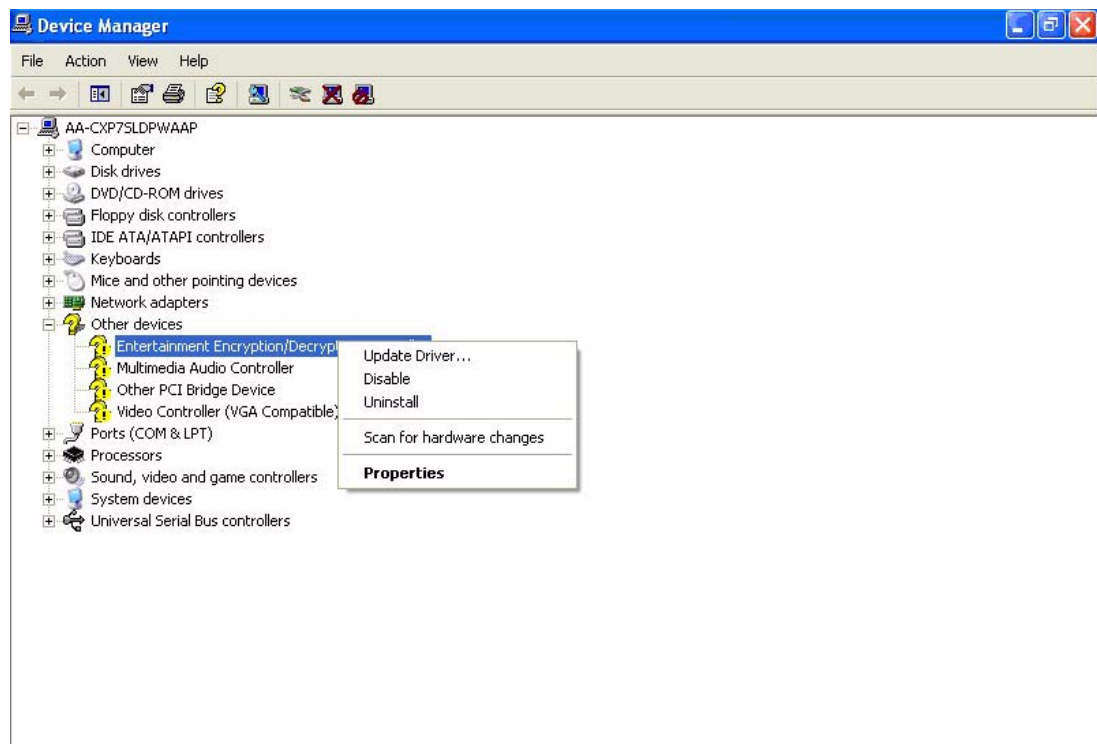 Device Manager
File Action View Help
AA-CXP7SLDPWAAP
Computer
Disk drives
DVD/CD-ROM drives
Floppy disk controllers
IDE ATA/ATAPI controllers
Keyboards
Mice and other pointing devices
Network adapters
Other devices
Entertainment Encryption/Decrypt
Multimedia Audio Controller
Other PCI Bridge Device
Video Controller (VGA Compatible)
Ports (COM & LPT)
Processors
Sound, video and game controllers
System devices
Universal Serial Bus controllers
Update Driver...
Disable
Uninstall
Scan for hardware changes
Properties